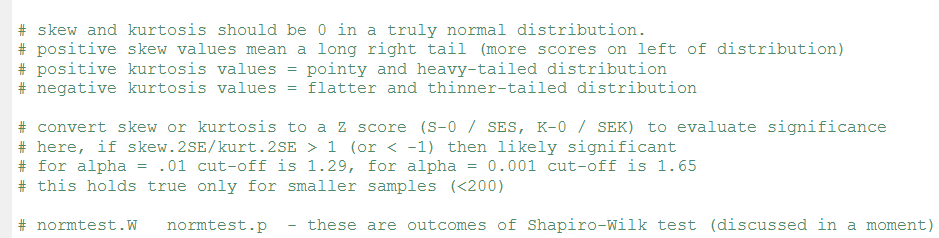 # skew and kurtosis should be 0 in a truly normal distribution.
# positive skew values mean a long right tail (more scores on left of distribution)
# positive kurtosis values = pointy and heavy-tailed distribution
# negative kurtosis values = flatter and thinner-tailed distribution
# convert skew or kurtosis to a Z score (S-0 / SES, K-0 / SEK) to evaluate significance
# here, if skew.2SE/kurt.2SE > 1 (or < -1) then likely significant
# for alpha = .01 cut-off is 1.29, for alpha = 0.001 cut-off is 1.65
# this holds true only for smaller samples (<200)
# normtest.W   normtest.p - these are outcomes of Shapiro-Wilk test (discussed in a moment)